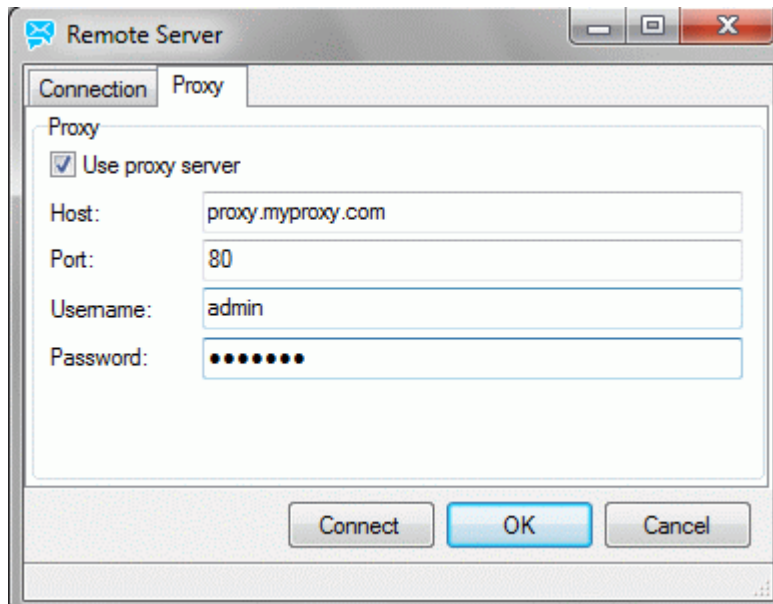 Remote Server
Connection Proxy
Proxy
Use proxy server
Host: proxy.myproxy.com
Port: 80
Username: admin
Password: •••••••
Connect OK Cancel